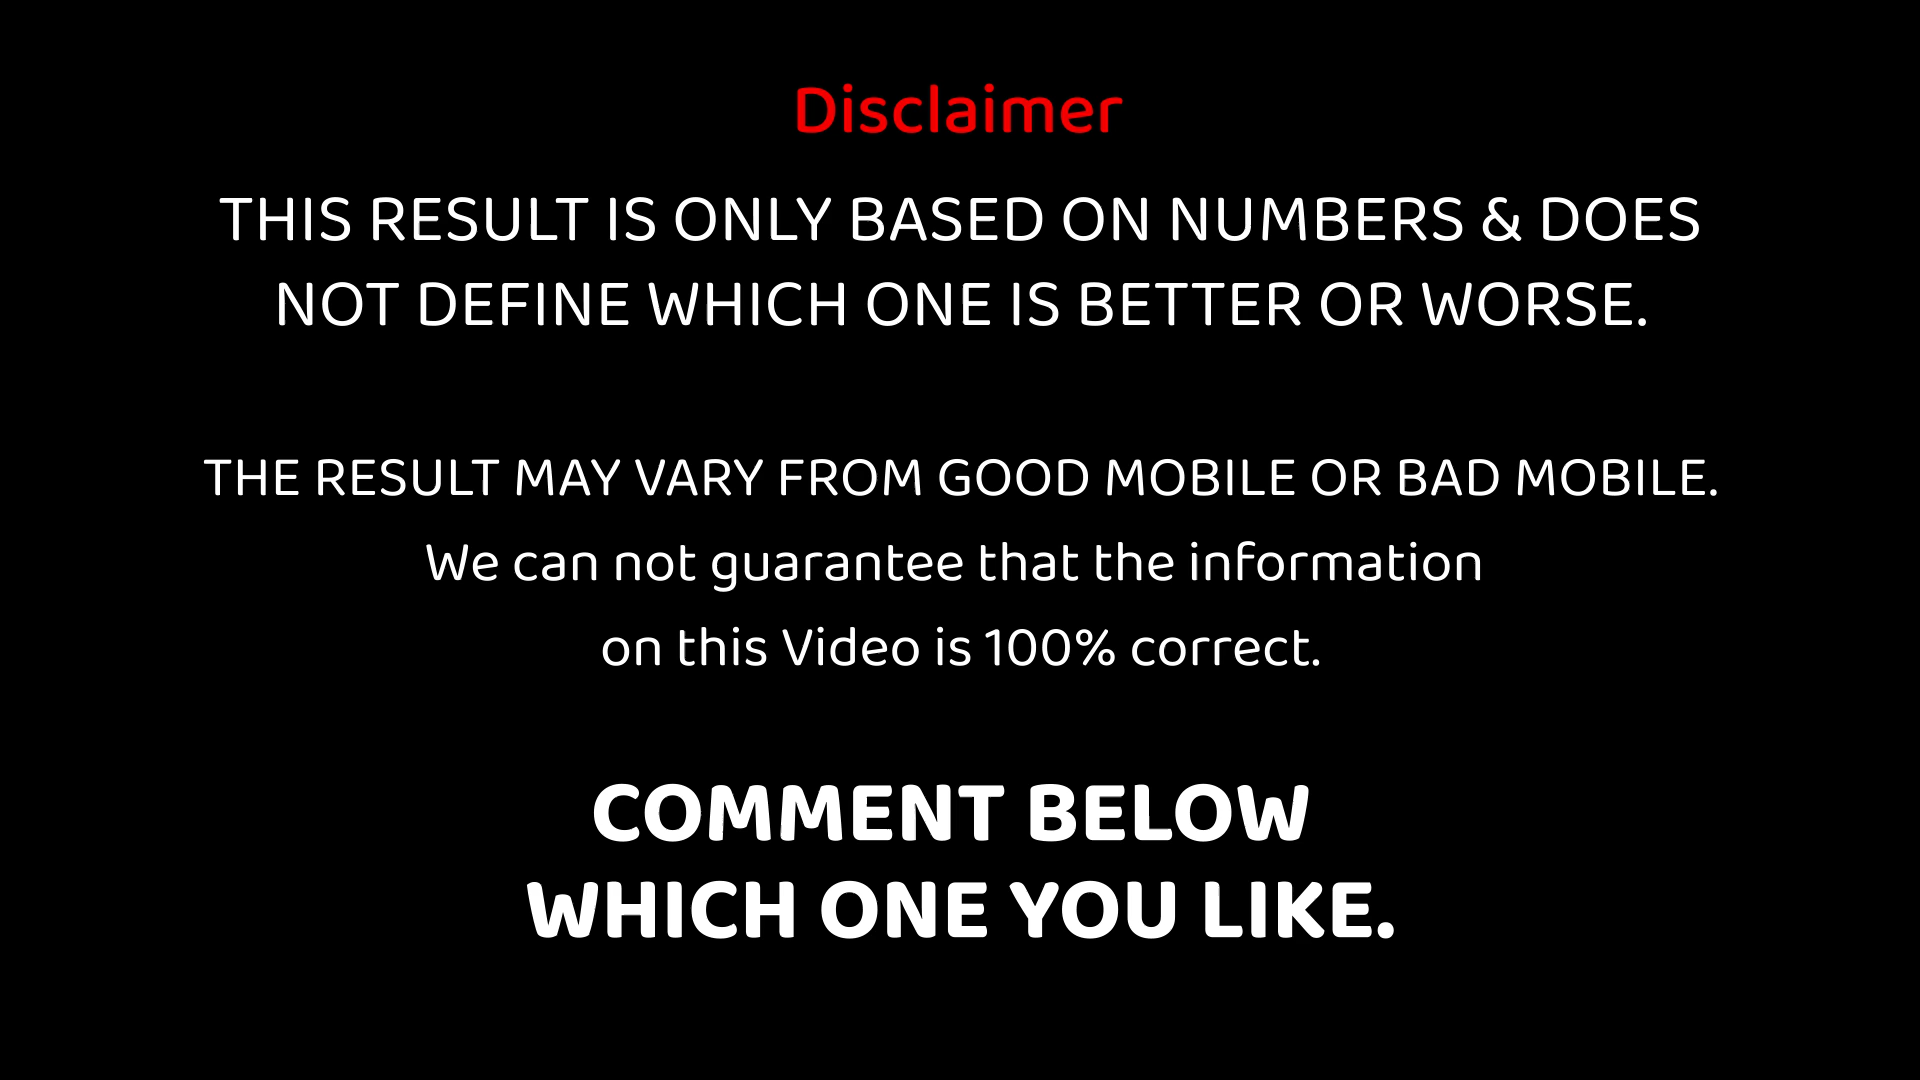 Disclaimer
THIS RESULT IS ONLY BASED ON NUMBERS & DOES
NOT DEFINE WHICH ONE IS BETTER OR WORSE.
THE RESULT MAY VARY FROM GOOD MOBILE OR BAD MOBILE.
We can not guarantee that the information
on this Video is 100% correct.
COMMENT BELOW
WHICH ONE YOU LIKE.